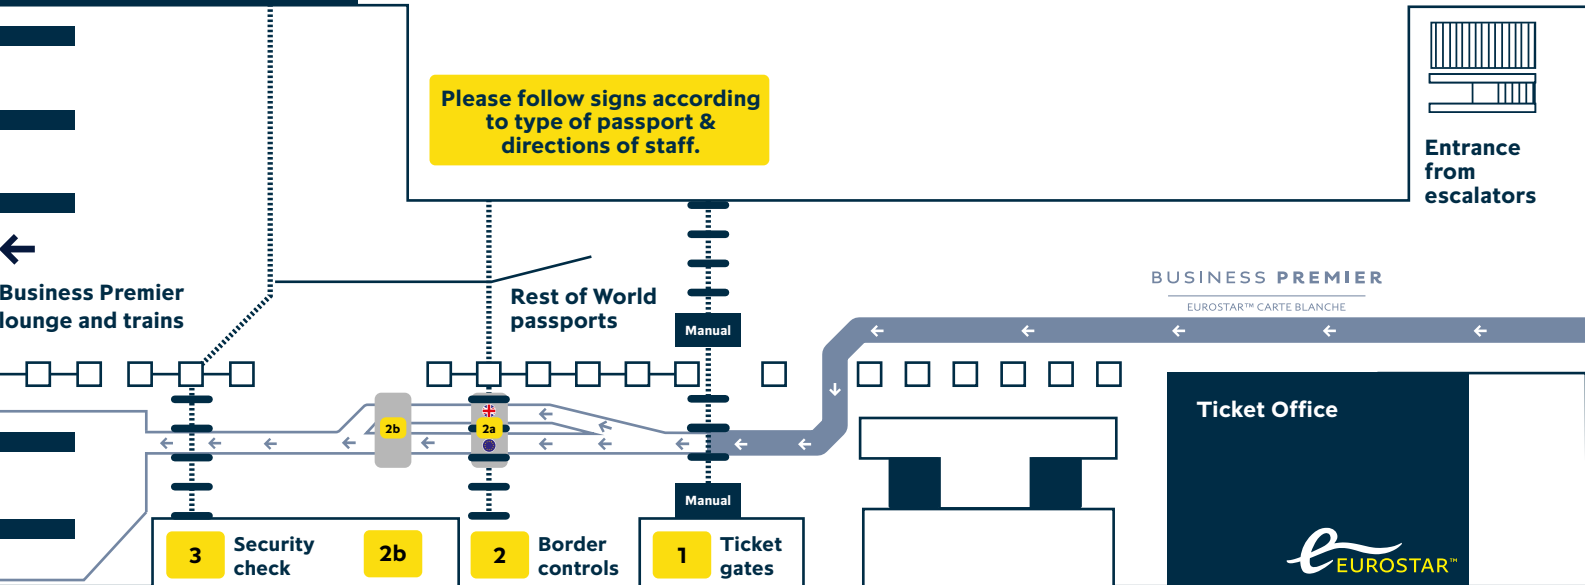 Please follow signs according
to type of passport &
directions of staff.
Entrance
from
escalators
BUSINESS PREMIER
EUROSTAR™ CARTE BLANCHE
Business Premier
lounge and trains
Rest of World
passports
Manual
Ticket Office
2b
2a
Manual
3
Security
check
2b
2
Border
controls
1
Ticket
gates
e
EUROSTAR™